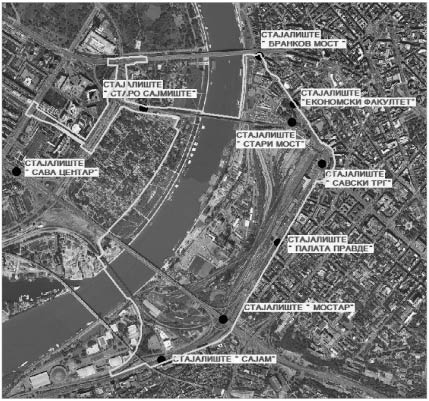 СТАЈАЛИШТЕ
" БРАНКОВ МОСТ "
СТАЈАЛИШТЕ
" СТАРО САЈМИШТЕ"
СТАЈАЛИШТЕ
"ЕКОНОМСКИ ФАКУЛТЕТ"
СТАЈАЛИШТЕ
" СТАРИ МОСТ"
СТАЈАЛИШТЕ
" САВА ЦЕНТАР"
СТАЈАЛИШТЕ
" САВСКИ ТРГ"
СТАЈАЛИШТЕ
" ПАЛАТА ПРАВДЕ"
СТАЈАЛИШТЕ " МОСТАР"
СТАЈАЛИШТЕ " САЈАМ"